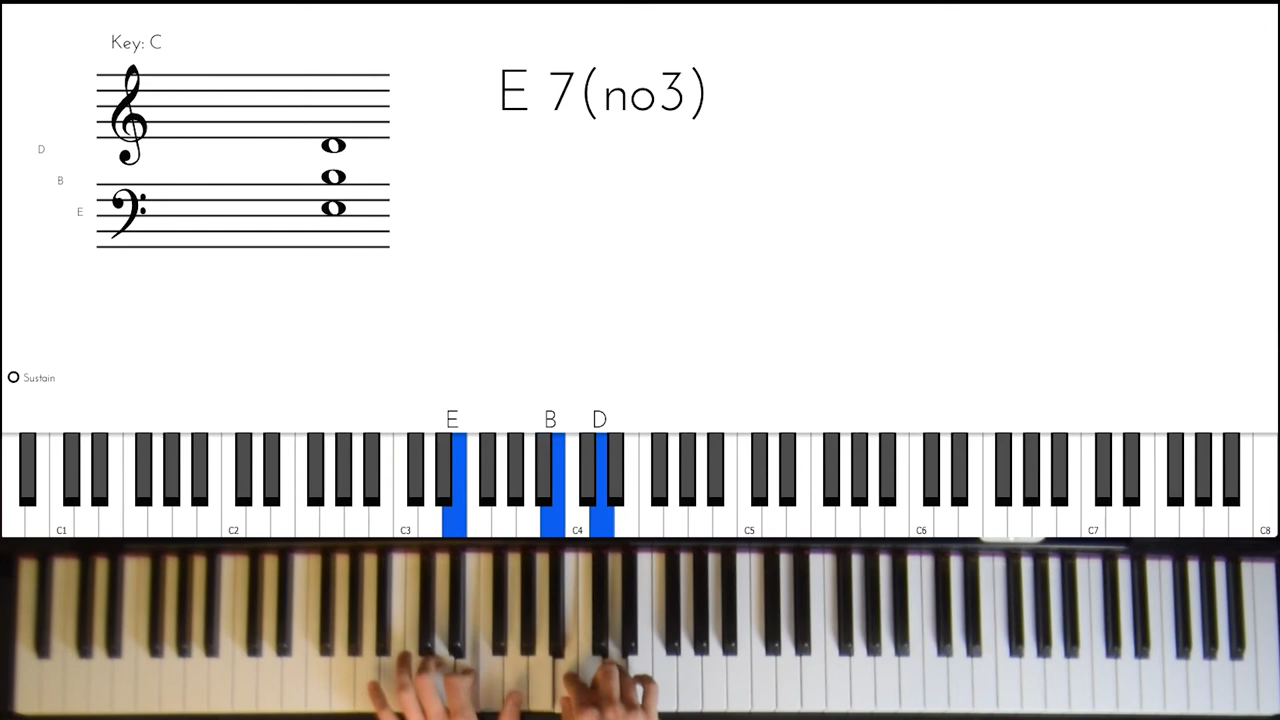 Key: C
E 7(no3)
D
B
E
Sustain
E B D
C1 C2 C3 C4 C5 C6 C7 C8